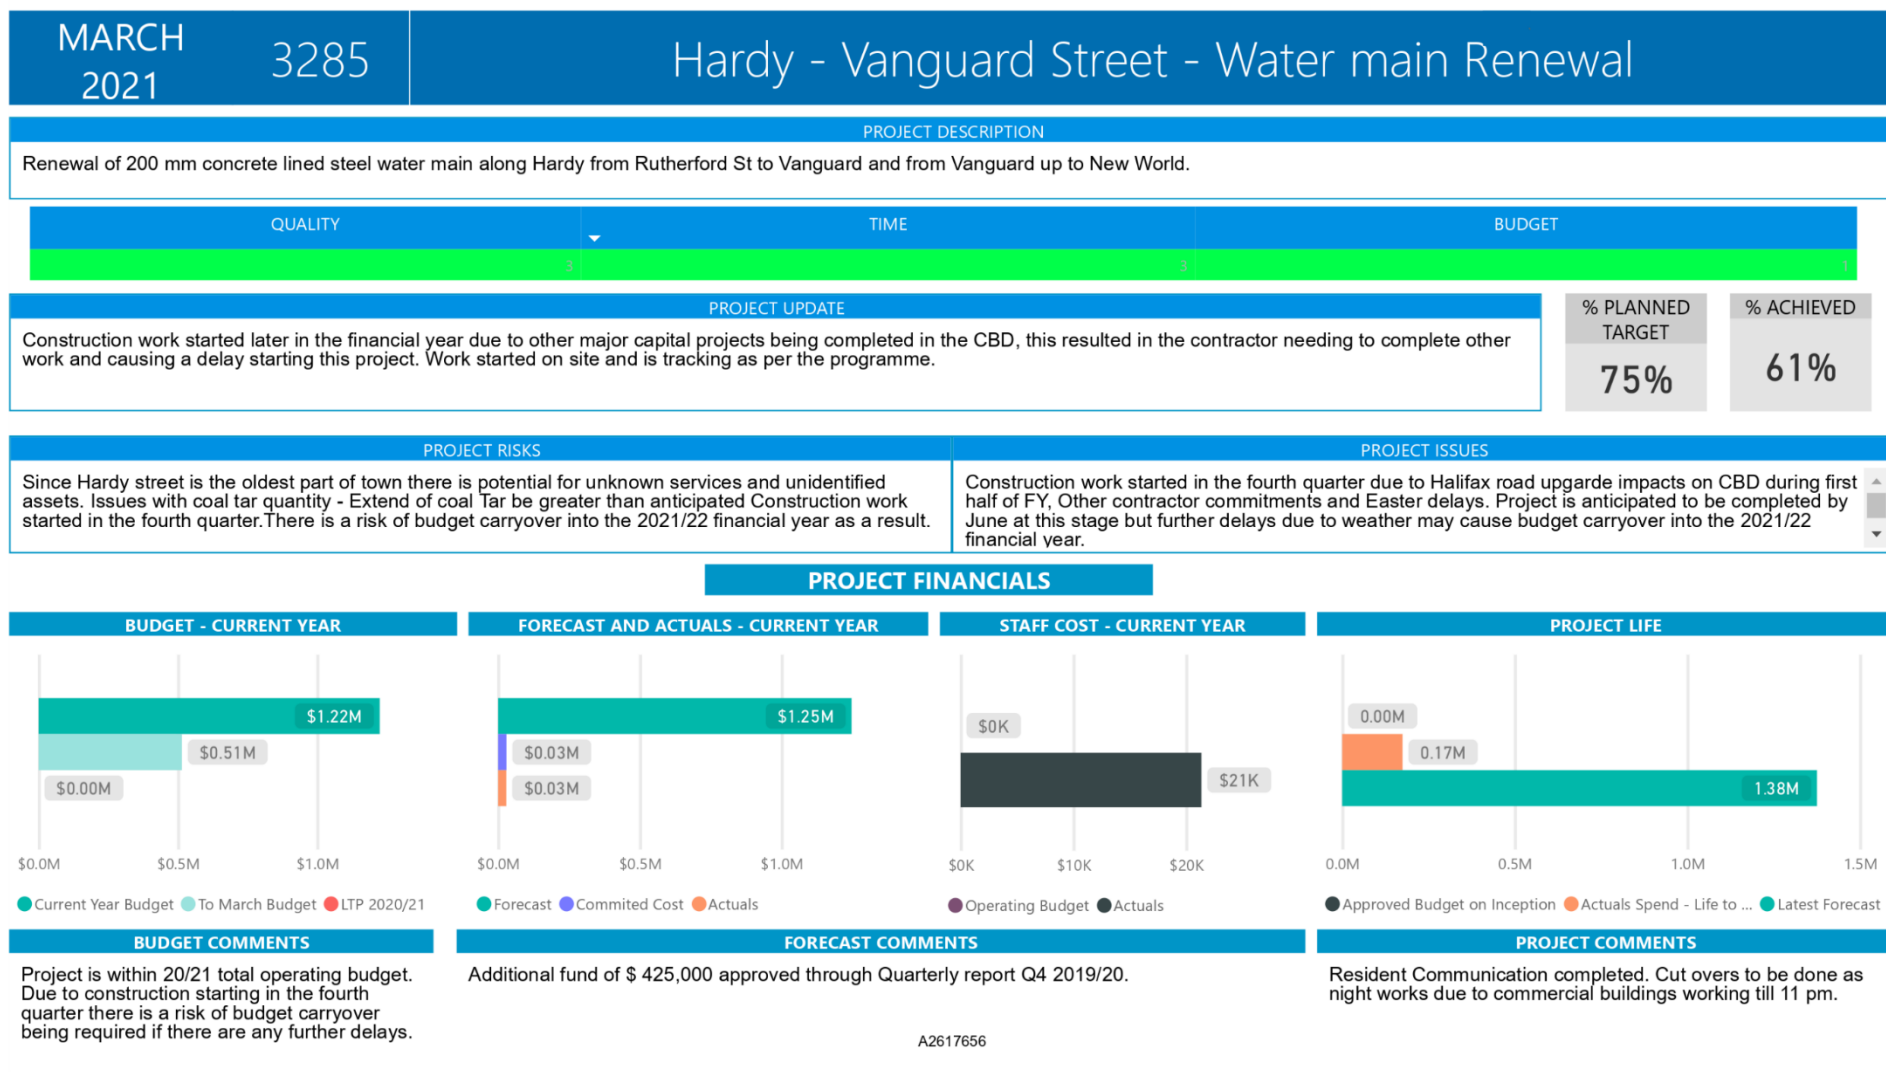 MARCH
2021
3285
Hardy - Vanguard Street - Water main Renewal
PROJECT DESCRIPTION
Renewal of 200 mm concrete lined steel water main along Hardy from Rutherford St to Vanguard and from Vanguard up to New World.
QUALITY TIME BUDGET
3 3 1
PROJECT UPDATE
Construction work started later in the financial year due to other major capital projects being completed in the CBD, this resulted in the contractor needing to complete other
work and causing a delay starting this project. Work started on site and is tracking as per the programme.
% PLANNED
TARGET
75%
% ACHIEVED
61%
PROJECT RISKS
Since Hardy street is the oldest part of town there is potential for unknown services and unidentified
assets. Issues with coal tar quantity - Extend of coal Tar be greater than anticipated Construction work
started in the fourth quarter.There is a risk of budget carryover into the 2021/22 financial year as a result.
PROJECT ISSUES
Construction work started in the fourth quarter due to Halifax road upgarde impacts on CBD during first
half of FY, Other contractor commitments and Easter delays. Project is anticipated to be completed by
June at this stage but further delays due to weather may cause budget carryover into the 2021/22
financial year.
PROJECT FINANCIALS
BUDGET - CURRENT YEAR
$1.22M
$0.51M
$0.00M
$0.0M $0.5M $1.0M
Current Year Budget To March Budget LTP 2020/21
FORECAST AND ACTUALS - CURRENT YEAR
$1.25M
$0.03M
$0.03M
$0.0M $0.5M $1.0M
Forecast Commited Cost Actuals
STAFF COST - CURRENT YEAR
$0K
$21K
$0K $10K $20K
Operating Budget Actuals
PROJECT LIFE
0.00M
0.17M
1.38M
0.0M 0.5M 1.0M 1.5M
Approved Budget on Inception Actuals Spend - Life to ... Latest Forecast
BUDGET COMMENTS
Project is within 20/21 total operating budget.
Due to construction starting in the fourth
quarter there is a risk of budget carryover
being required if there are any further delays.
FORECAST COMMENTS
Additional fund of $ 425,000 approved through Quarterly report Q4 2019/20.
PROJECT COMMENTS
Resident Communication completed. Cut overs to be done as
night works due to commercial buildings working till 11 pm.
A2617656